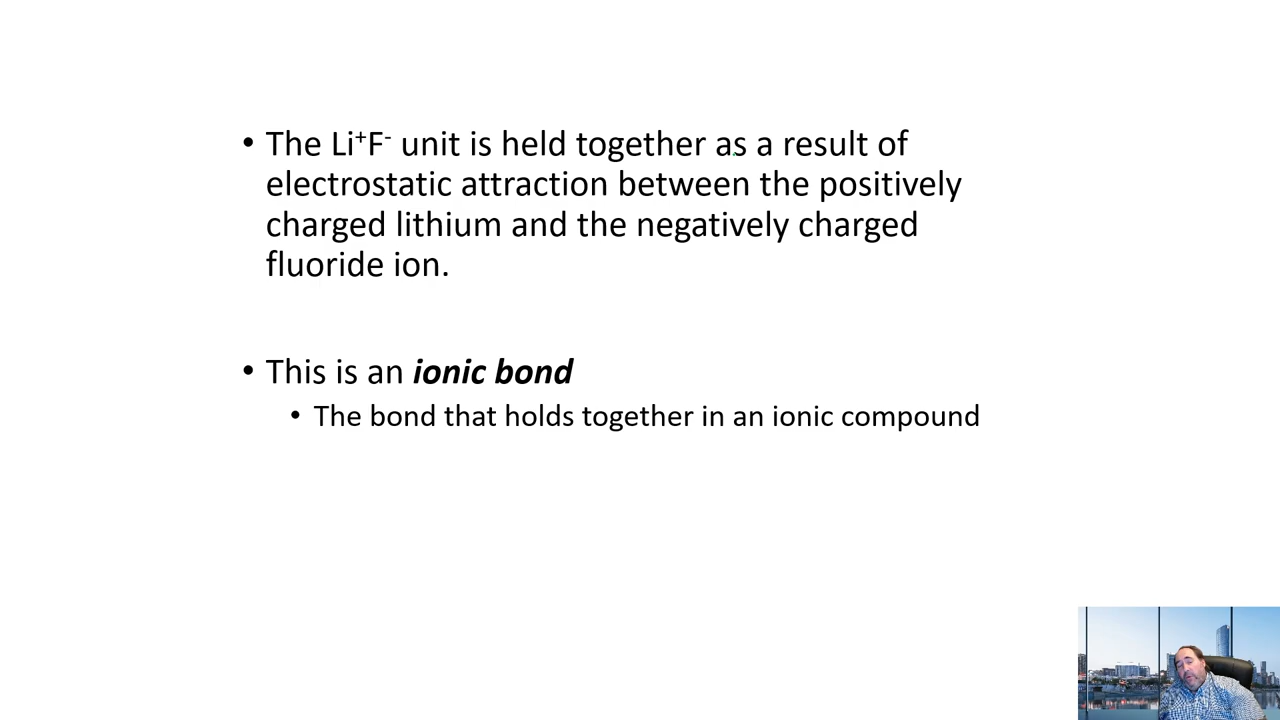 • The Li⁺F⁻ unit is held together as a result of
electrostatic attraction between the positively
charged lithium and the negatively charged
fluoride ion.
• This is an ionic bond
• The bond that holds together in an ionic compound